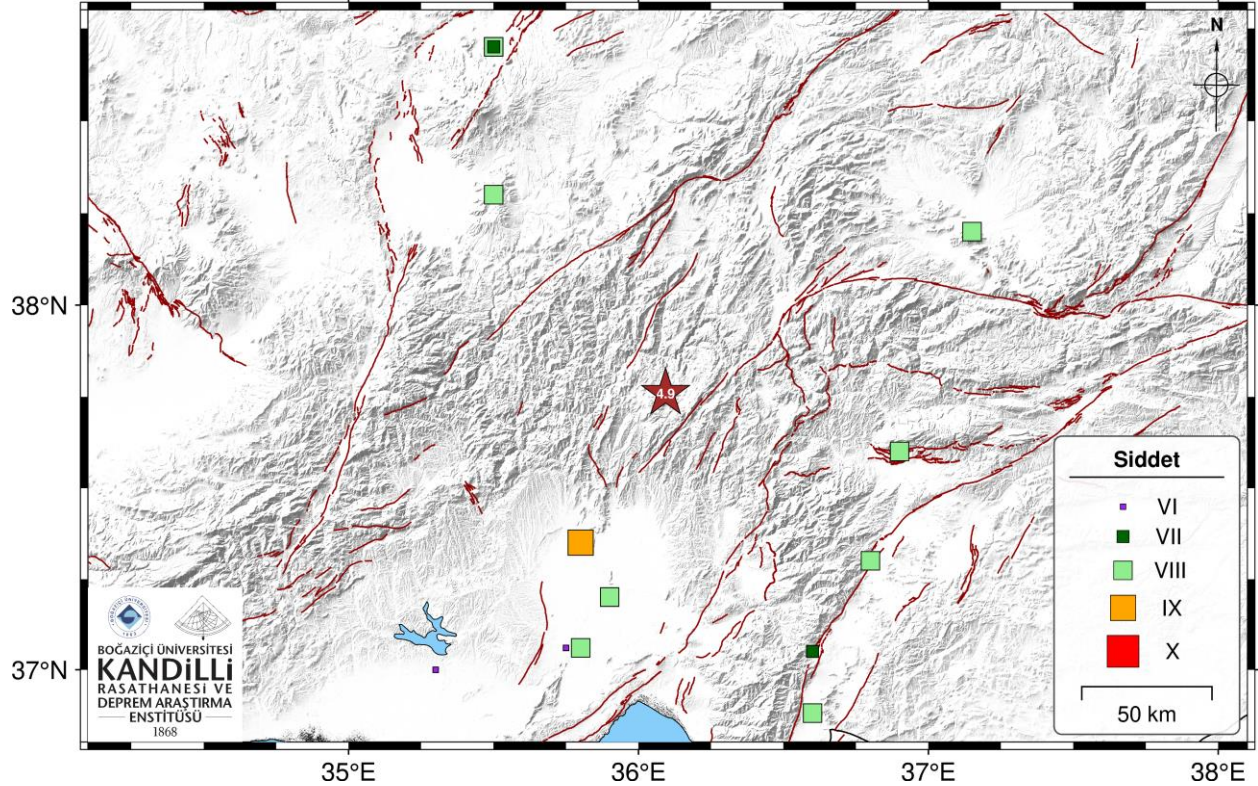 N
38°N
4.9
37°N
Siddet
VI
VII
VIII
IX
X
50 km
BOĞAZİÇİ ÜNİVERSİTESİ
KANDİLLİ
RASATHANESİ VE
DEPREM ARAŞTIRMA
ENSTİTÜSÜ
1868
35°E
36°E
37°E
38°E